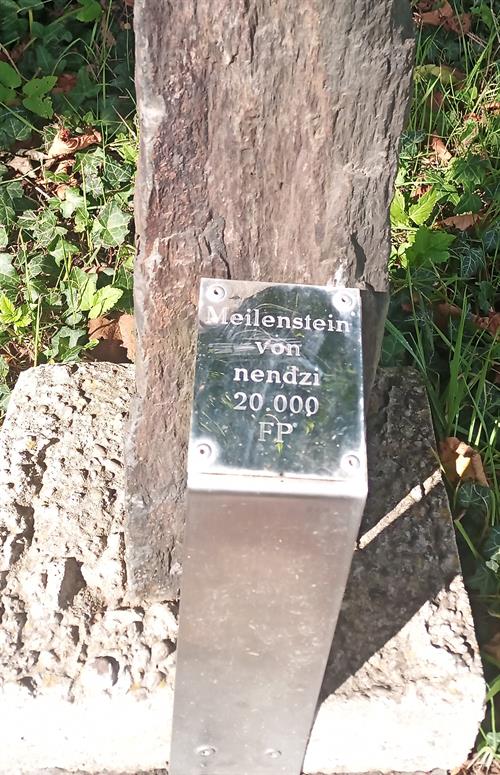 Meilenstein
von
nendzi
20.000
FP